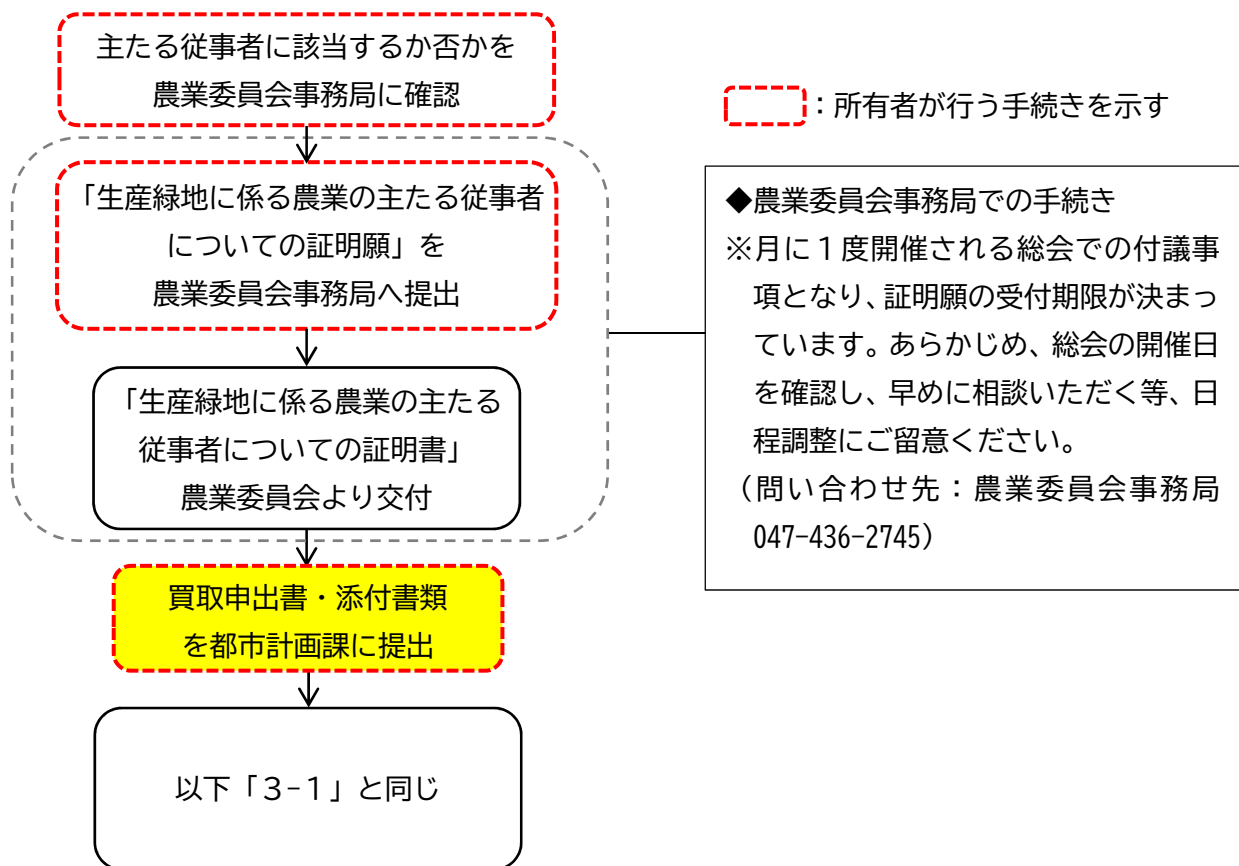 主たる従事者に該当するか否かを
農業委員会事務局に確認
：所有者が行う手続きを示す
「生産緑地に係る農業の主たる従事者
についての証明願」を
農業委員会事務局へ提出
◆農業委員会事務局での手続き
※月に１度開催される総会での付議事
項となり、証明願の受付期限が決まっ
ています。あらかじめ、総会の開催日
を確認し、早めに相談いただく等、日
程調整にご留意ください。
（問い合わせ先：農業委員会事務局
047-436-2745）
「生産緑地に係る農業の主たる
従事者についての証明書」
農業委員会より交付
買取申出書・添付書類
を都市計画課に提出
以下「３-１」と同じ